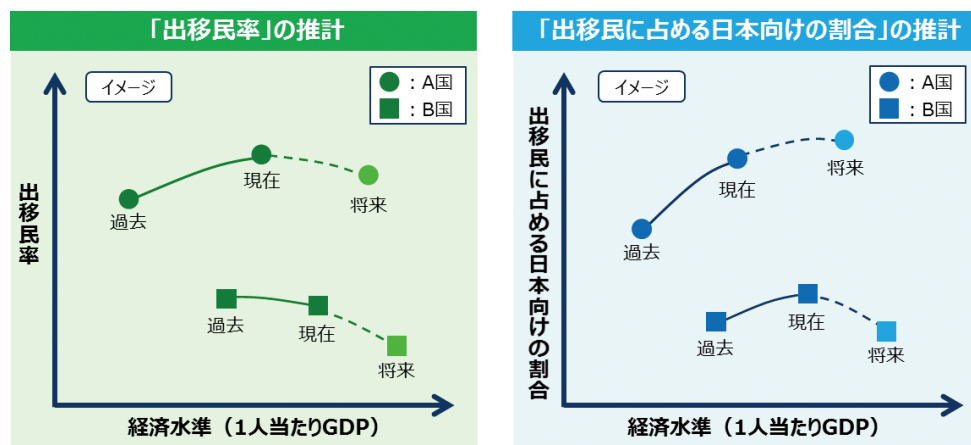 「出移民率」の推計
イメージ
：A国
：B国
出移民率
過去
現在
将来
過去
現在
将来
経済水準（1人当たりGDP）
「出移民に占める日本向けの割合」の推計
イメージ
：A国
：B国
出移民に占める日本向けの割合
過去
現在
将来
過去
現在
将来
経済水準（1人当たりGDP）